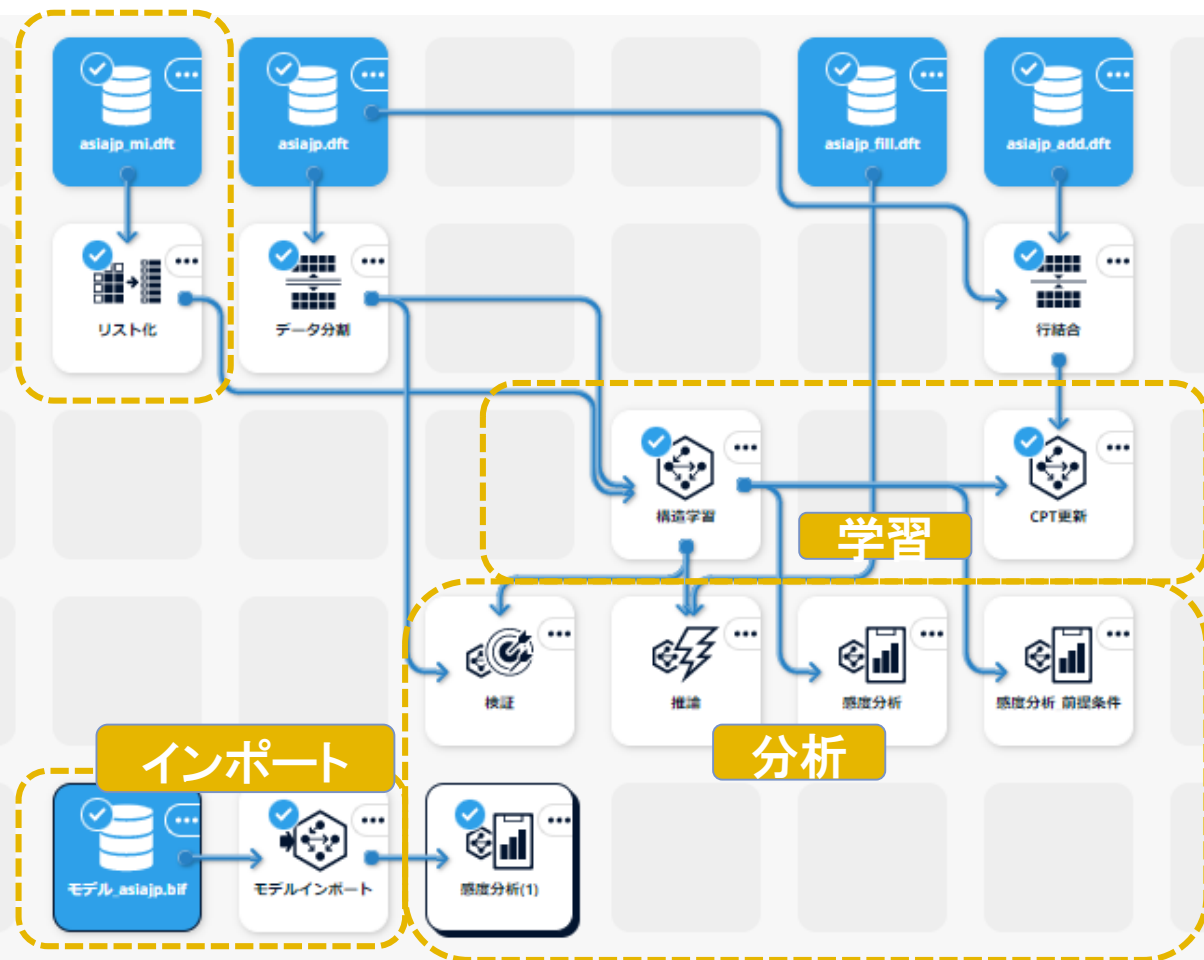 asiajp_mi.dft
asiajp.dft
asiajp_fill.dft
asiajp_add.dft
リスト化
データ分割
行結合
構造学習
CPT更新
学習
検証
推論
感度分析
感度分析_前提条件
インポート
分析
モデル_asiajp.bif
モデルインポート
感度分析(1)